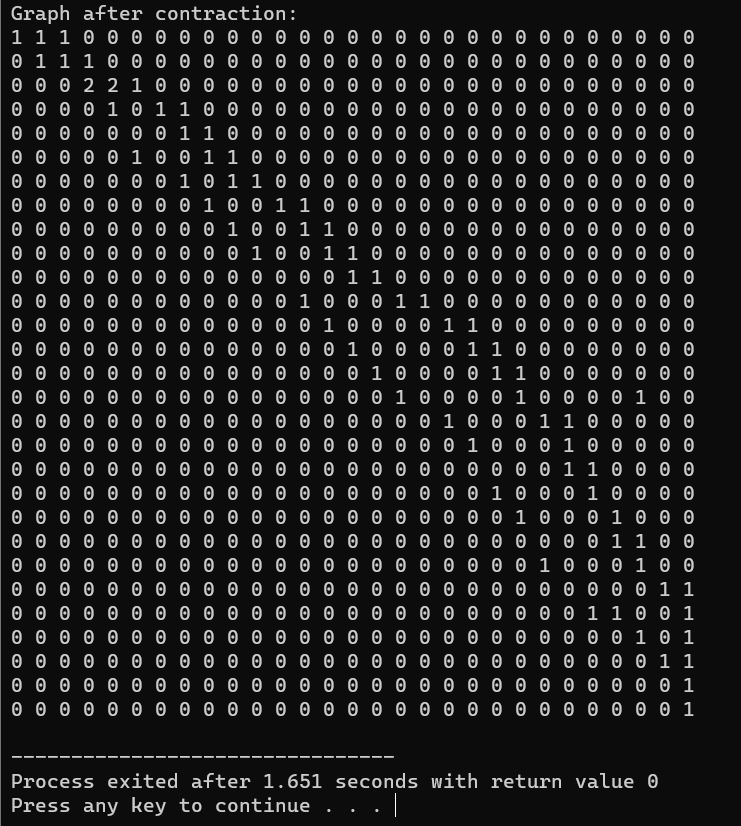 Graph after contraction:
1 1 1 0 0 0 0 0 0 0 0 0 0 0 0 0 0 0 0 0 0 0 0 0 0 0 0 0 0
0 1 1 1 0 0 0 0 0 0 0 0 0 0 0 0 0 0 0 0 0 0 0 0 0 0 0 0 0
0 0 0 2 2 1 0 0 0 0 0 0 0 0 0 0 0 0 0 0 0 0 0 0 0 0 0 0 0
0 0 0 0 1 0 1 1 0 0 0 0 0 0 0 0 0 0 0 0 0 0 0 0 0 0 0 0 0
0 0 0 0 0 0 0 1 1 0 0 0 0 0 0 0 0 0 0 0 0 0 0 0 0 0 0 0 0
0 0 0 0 0 1 0 0 1 1 0 0 0 0 0 0 0 0 0 0 0 0 0 0 0 0 0 0 0
0 0 0 0 0 0 0 1 0 1 1 0 0 0 0 0 0 0 0 0 0 0 0 0 0 0 0 0 0
0 0 0 0 0 0 0 0 1 0 0 1 1 0 0 0 0 0 0 0 0 0 0 0 0 0 0 0 0
0 0 0 0 0 0 0 0 0 1 0 0 1 1 0 0 0 0 0 0 0 0 0 0 0 0 0 0 0
0 0 0 0 0 0 0 0 0 0 1 0 0 1 1 0 0 0 0 0 0 0 0 0 0 0 0 0 0
0 0 0 0 0 0 0 0 0 0 0 0 0 0 1 1 0 0 0 0 0 0 0 0 0 0 0 0 0
0 0 0 0 0 0 0 0 0 0 0 0 1 0 0 0 1 1 0 0 0 0 0 0 0 0 0 0 0
0 0 0 0 0 0 0 0 0 0 0 0 0 1 0 0 0 0 1 1 0 0 0 0 0 0 0 0 0
0 0 0 0 0 0 0 0 0 0 0 0 0 0 1 0 0 0 0 1 1 0 0 0 0 0 0 0 0
0 0 0 0 0 0 0 0 0 0 0 0 0 0 0 1 0 0 0 0 1 1 0 0 0 0 0 0 0
0 0 0 0 0 0 0 0 0 0 0 0 0 0 0 0 1 0 0 0 0 1 0 0 0 0 1 0 0
0 0 0 0 0 0 0 0 0 0 0 0 0 0 0 0 0 0 1 0 0 0 1 1 0 0 0 0 0
0 0 0 0 0 0 0 0 0 0 0 0 0 0 0 0 0 0 0 1 0 0 0 1 0 0 0 0 0
0 0 0 0 0 0 0 0 0 0 0 0 0 0 0 0 0 0 0 0 0 0 0 1 1 0 0 0 0
0 0 0 0 0 0 0 0 0 0 0 0 0 0 0 0 0 0 0 0 1 0 0 0 1 0 0 0 0
0 0 0 0 0 0 0 0 0 0 0 0 0 0 0 0 0 0 0 0 0 1 0 0 0 1 0 0 0
0 0 0 0 0 0 0 0 0 0 0 0 0 0 0 0 0 0 0 0 0 0 0 0 0 1 1 0 0
0 0 0 0 0 0 0 0 0 0 0 0 0 0 0 0 0 0 0 0 0 0 1 0 0 0 1 0 0
0 0 0 0 0 0 0 0 0 0 0 0 0 0 0 0 0 0 0 0 0 0 0 0 0 0 0 1 1
0 0 0 0 0 0 0 0 0 0 0 0 0 0 0 0 0 0 0 0 0 0 0 0 1 1 0 0 1
0 0 0 0 0 0 0 0 0 0 0 0 0 0 0 0 0 0 0 0 0 0 0 0 0 0 1 0 1
0 0 0 0 0 0 0 0 0 0 0 0 0 0 0 0 0 0 0 0 0 0 0 0 0 0 0 1 1
0 0 0 0 0 0 0 0 0 0 0 0 0 0 0 0 0 0 0 0 0 0 0 0 0 0 0 0 1
0 0 0 0 0 0 0 0 0 0 0 0 0 0 0 0 0 0 0 0 0 0 0 0 0 0 0 0 1
--------------------------------
Process exited after 1.651 seconds with return value 0
Press any key to continue . . .